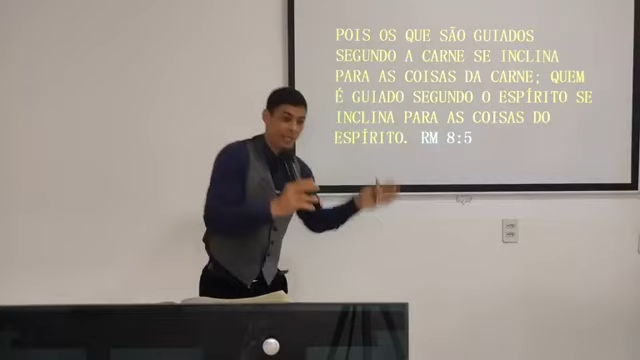 POIS OS QUE SÃO GUIADOS
SEGUNDO A CARNE SE INCLINA
PARA AS COISAS DA CARNE; QUEM
É GUIADO SEGUNDO O ESPÍRITO SE
INCLINA PARA AS COISAS DO
ESPÍRITO. RM 8:5